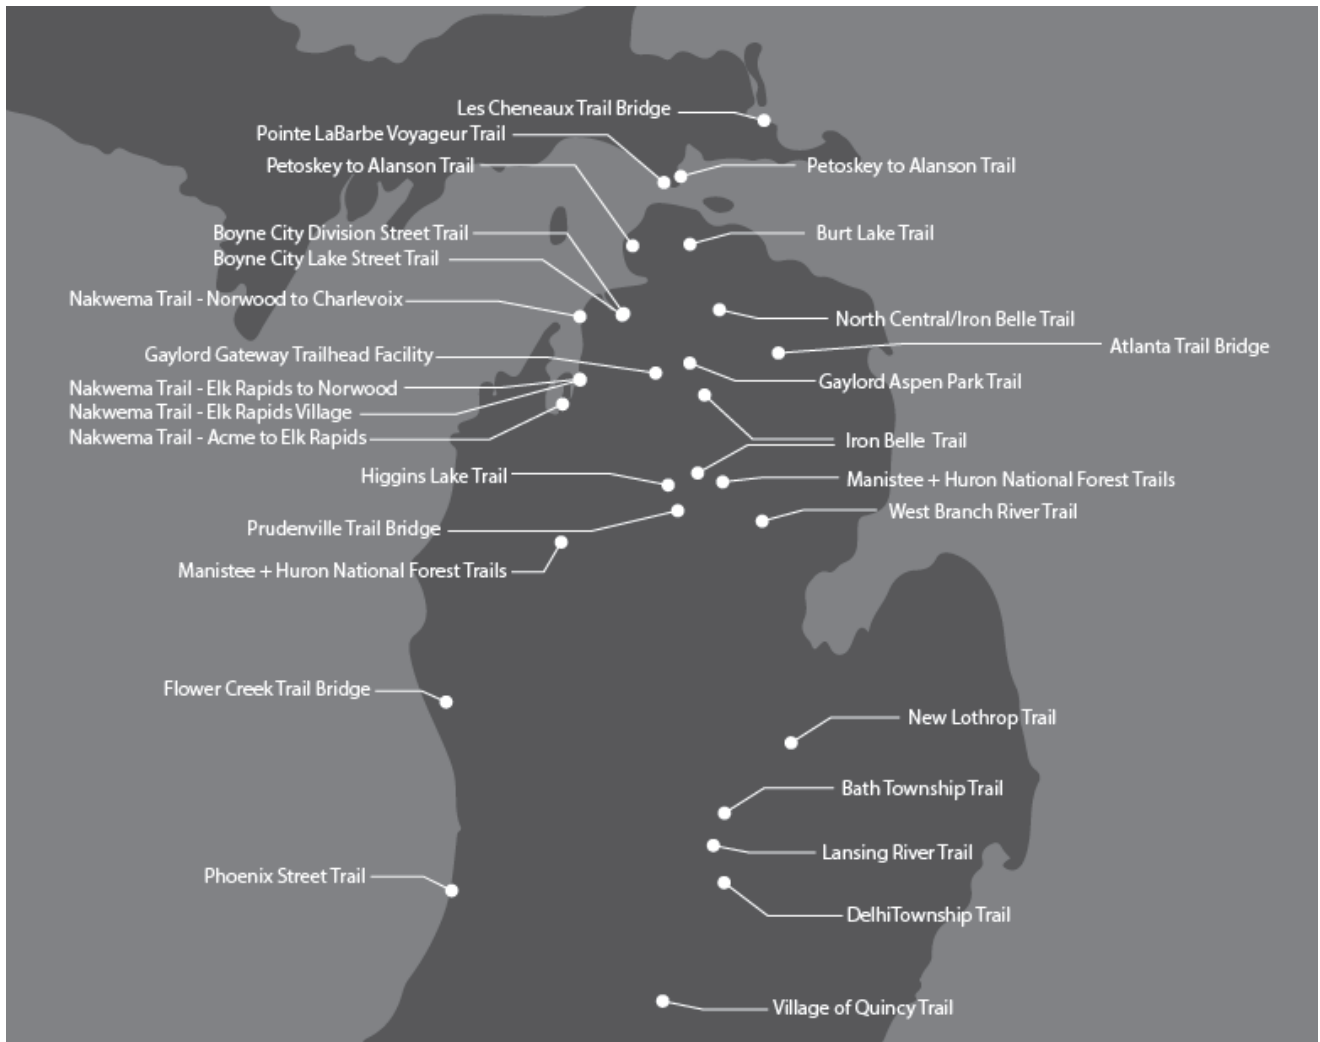 Les Cheneaux Trail Bridge
Pointe LaBarbe Voyageur Trail
Petoskey to Alanson Trail
Petoskey to Alanson Trail
Boyne City Division Street Trail
Burt Lake Trail
Boyne City Lake Street Trail
Nakwema Trail - Norwood to Charlevoix
North Central/Iron Belle Trail
Atlanta Trail Bridge
Gaylord Gateway Trailhead Facility
Gaylord Aspen Park Trail
Nakwema Trail - Elk Rapids to Norwood
Nakwema Trail - Elk Rapids Village
Nakwema Trail - Acme to Elk Rapids
Iron Belle Trail
Higgins Lake Trail
Manistee + Huron National Forest Trails
West Branch River Trail
Prudenville Trail Bridge
Manistee + Huron National Forest Trails
Flower Creek Trail Bridge
New Lothrop Trail
Bath Township Trail
Lansing River Trail
Phoenix Street Trail
DelhiTownship Trail
Village of Quincy Trail